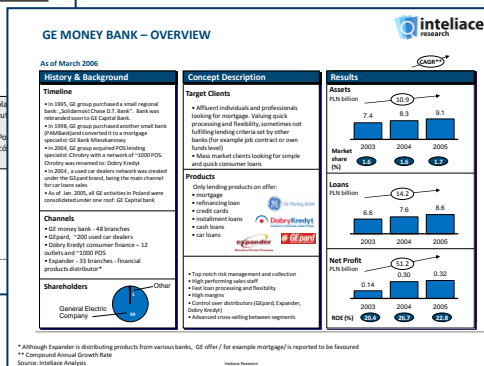 GE MONEY BANK – OVERVIEW
inteliace
research
As of March 2006
CAGR**
History & Background
Timeline
• In 1995, GE group purchased a small regional
bank: „Solidarność Chase D.T. Bank". Bank was
rebranded soon to GE Capital Bank.
• In 1998, GE group purchased another small bank
(PAMBank)and converted it to a mortgage
specialist: GE Bank Mieszkaniowy
• In 2004, GE group acquired POS lending
specialist :Chrobry with a network of ~1000 POS.
Chrobry was renamed to: Dobry Kredyt
• In 2004 , a used car dealers network was created
under the GEpard brand, being the main channel
for car loans sales
• As of Jan. 2005, all GE activities in Poland were
consolidated under one roof: GE Capital bank
Channels
• GE money bank - 48 branches
• GEpard, ~200 used car dealers
• Dobry Kredyt consumer finance – 12
outlets and ~1000 POS
• Expander - 33 branches - financial
products distributor*
Shareholders
Other
General Electric
Company
99
Concept Description
Target Clients
• Affluent individuals and professionals
looking for mortgage. Valuing quick
processing and flexibility, sometimes not
fulfilling lending criteria set by other
banks (for example job contract or own
funds level)
• Mass market clients looking for simple
and quick consumer loans
Products
Only lending products on offer:
• mortgage
• refinancing loan
• credit cards
• installment loans
• cash loans
• car loans
GE Money Bank
DobryKredyt
expander
GEpard
• Top notch risk management and collection
• High performing sales staff
• Fast loan processing and flexibility
• High margins
• Control over distributors (GEpard, Expander,
Dobry Kredyt)
• Advanced cross-selling between segments
Results
Assets
PLN billion
10.9
7.4 8.3 9.1
2003 2004 2005
Market
share
(%)
1.6 1.6 1.7
Loans
PLN billion
14.2
6.6 7.6 8.6
2003 2004 2005
Net Profit
PLN billion
51.2
0.14 0.30 0.32
2003 2004 2005
ROE (%) 20.4 26.7 22.8
* Although Expander is distributing products from various banks, GE offer / for example mortgage/ is reported to be favoured
** Compound Annual Growth Rate
Source: Inteliace Analysis
Inteliace Research